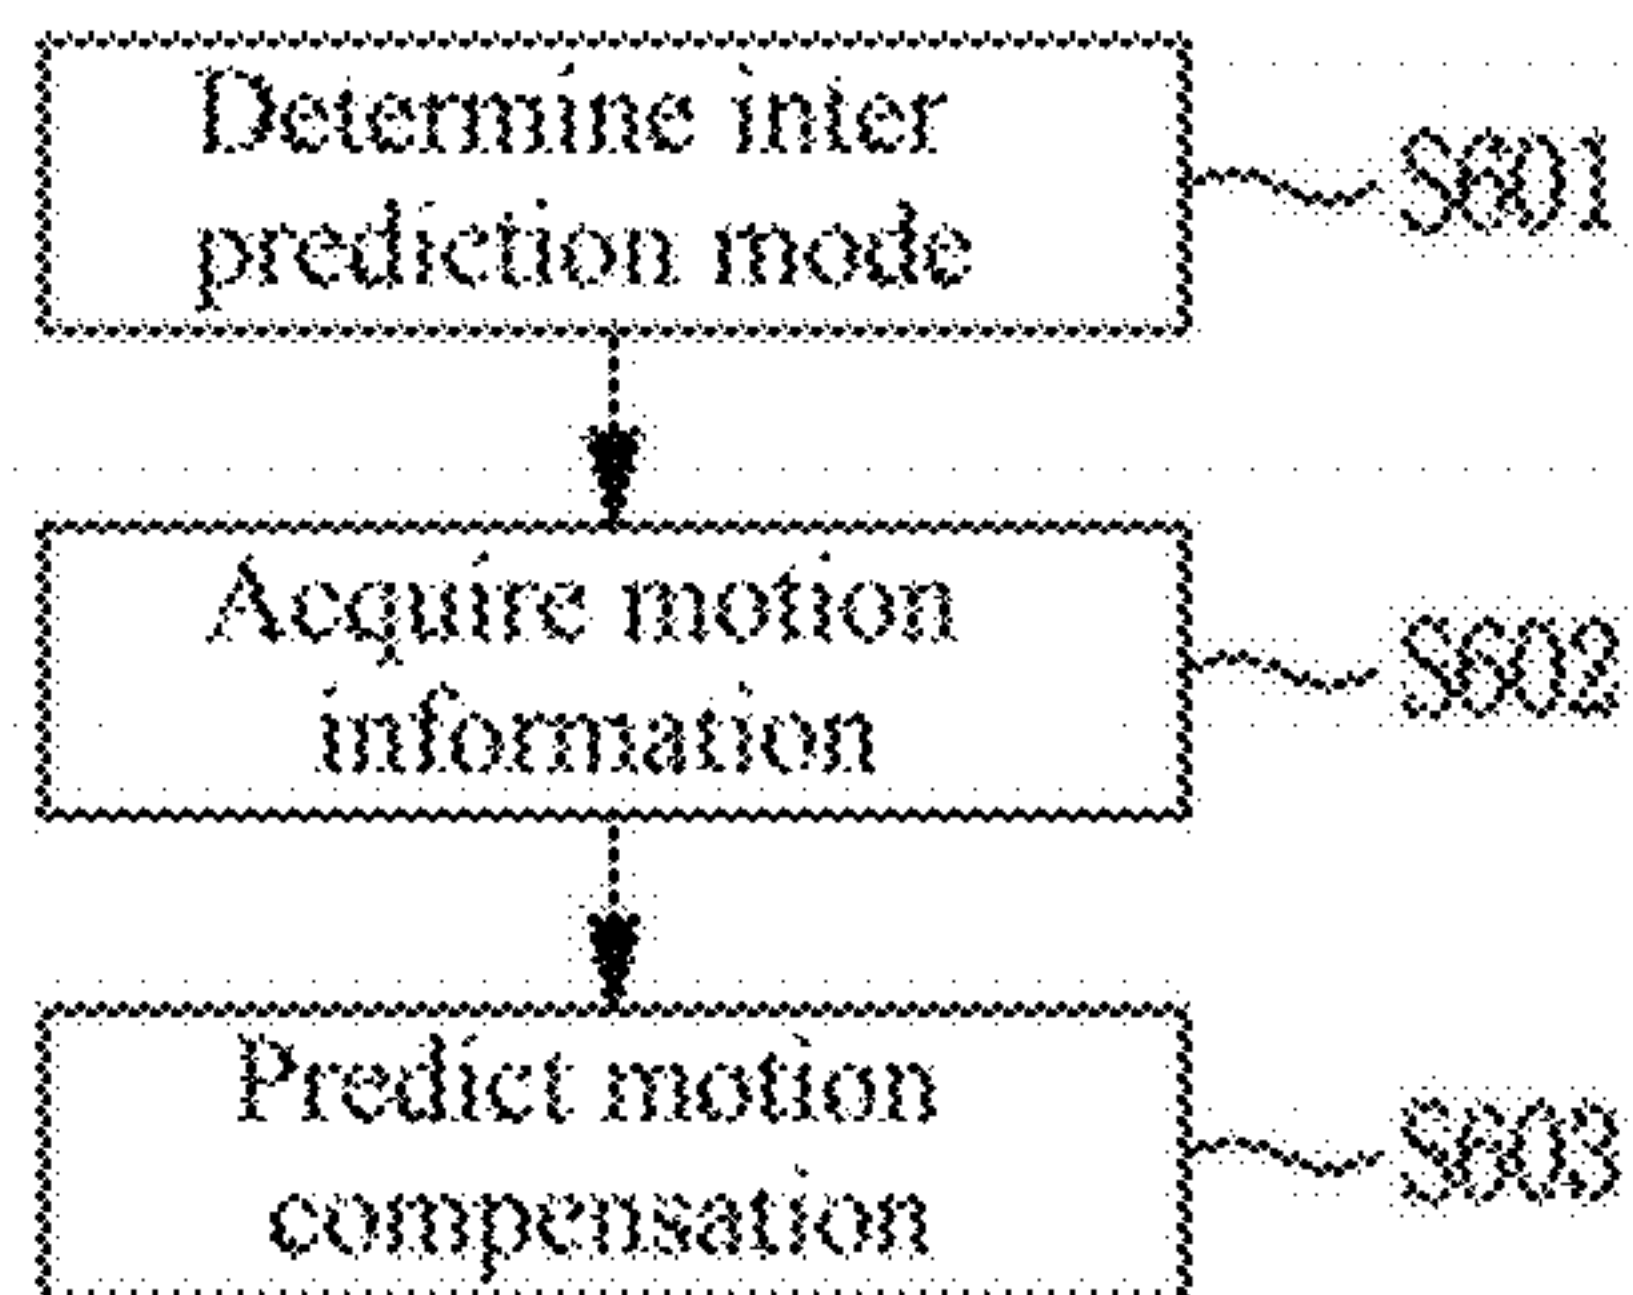 Determine inter
prediction mode
S601
Acquire motion
information
S602
Predict motion
compensation
S603